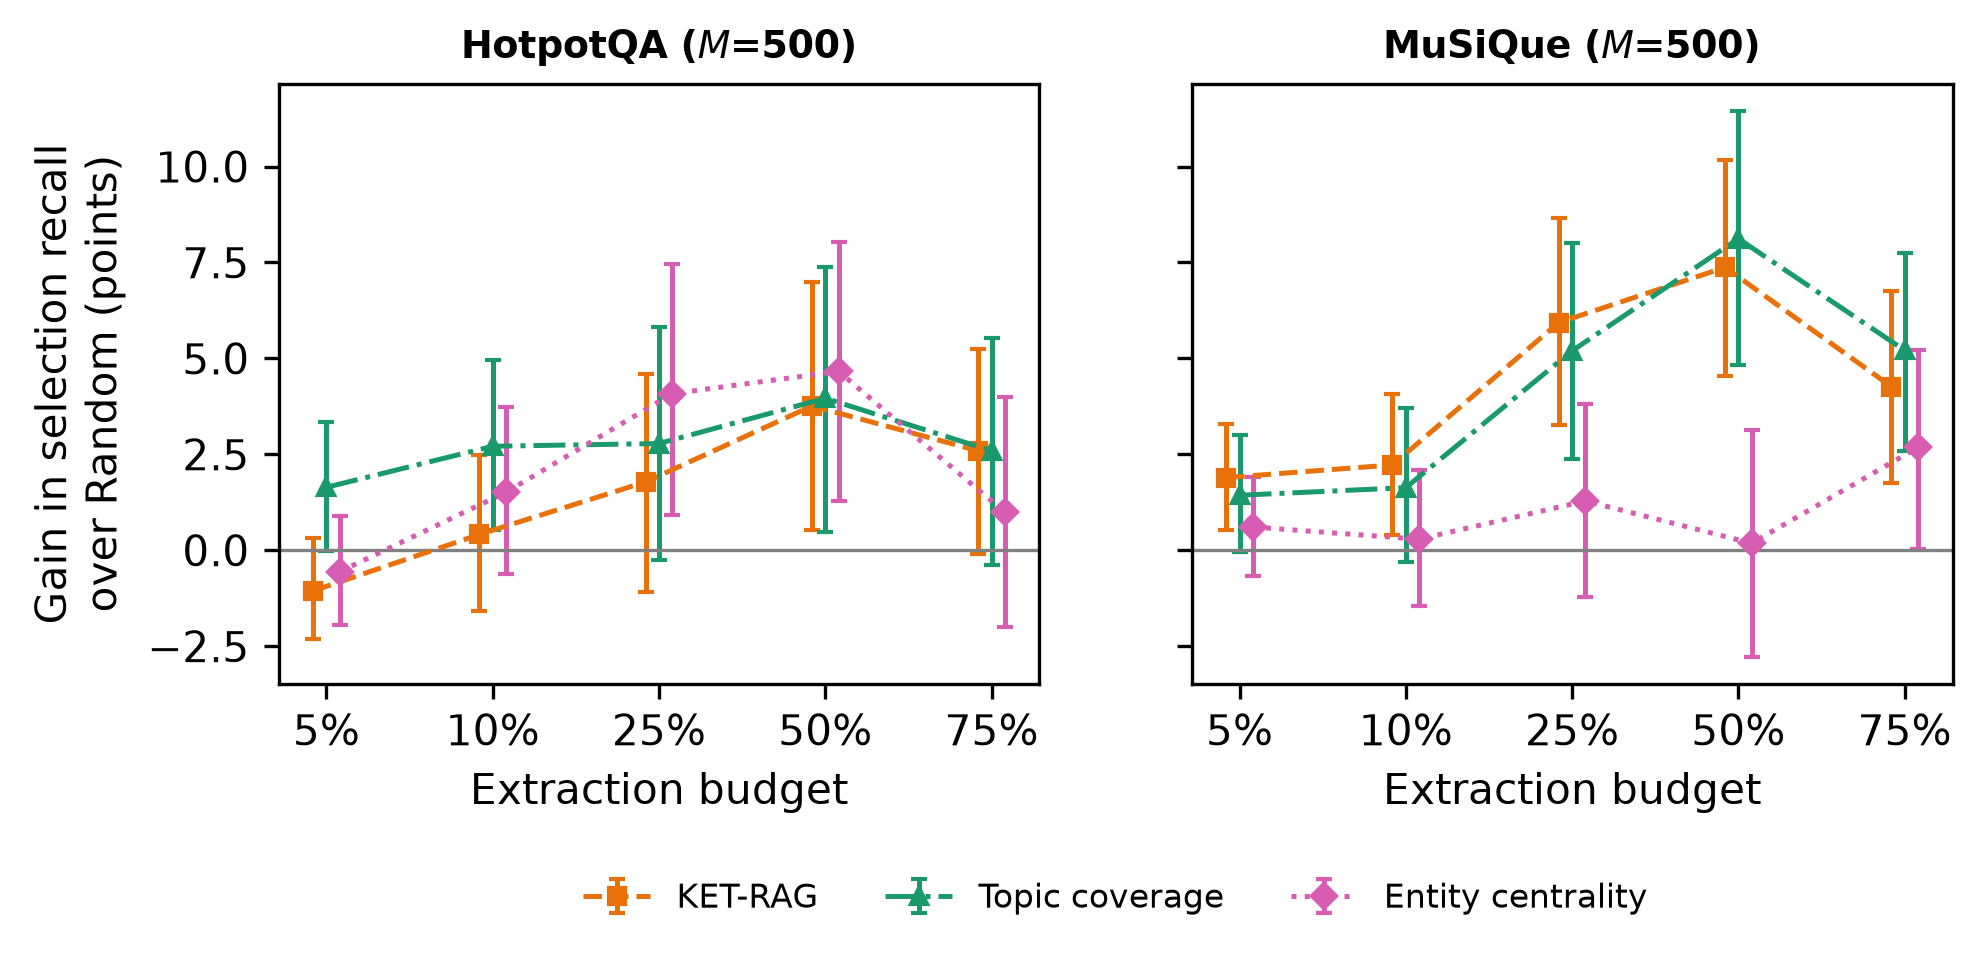 HotpotQA (M=500)
MuSiQue (M=500)
Gain in selection recall
over Random (points)
10.0
7.5
5.0
2.5
0.0
−2.5
5% 10% 25% 50% 75%
5% 10% 25% 50% 75%
Extraction budget
Extraction budget
KET-RAG Topic coverage Entity centrality